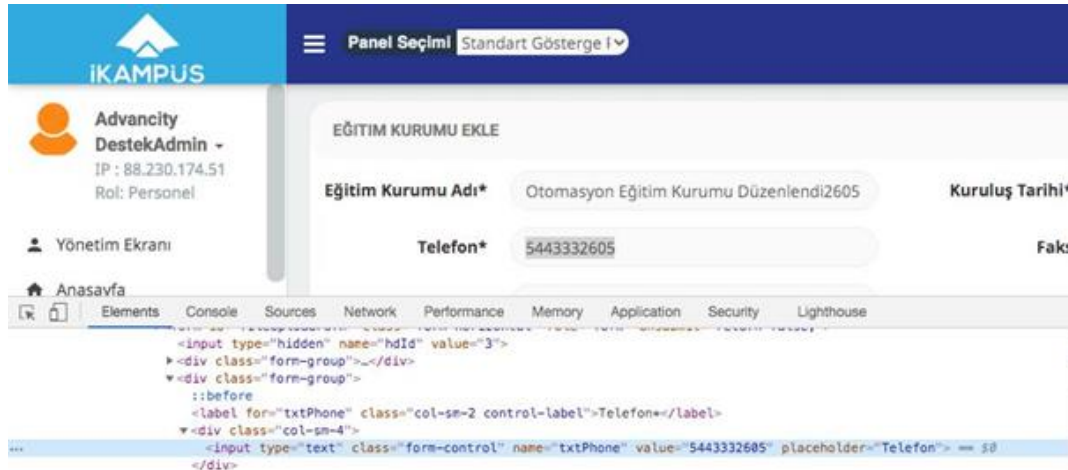 iKAMPUS
Panel Seçimi Standart Gösterge
Advancity
DestekAdmin
IP : 88.230.174.51
Rol: Personel
Yönetim Ekranı
Anasayfa
EĞITIM KURUMU EKLE
Eğitim Kurumu Adı* Otomasyon Eğitim Kurumu Düzenlendi2605 Kuruluş Tarihi*
Telefon* 5443332605 Faks
Elements Console Sources Network Performance Memory Application Security Lighthouse
<input type="hidden" name="hdId" value="3">
<div class="form-group">…</div>
<div class="form-group">
::before
<label for="txtPhone" class="col-sm-2 control-label">Telefon*</label>
<div class="col-sm-4">
... <input type="text" class="form-control" name="txtPhone" value="5443332605" placeholder="Telefon"> == $0
</div>